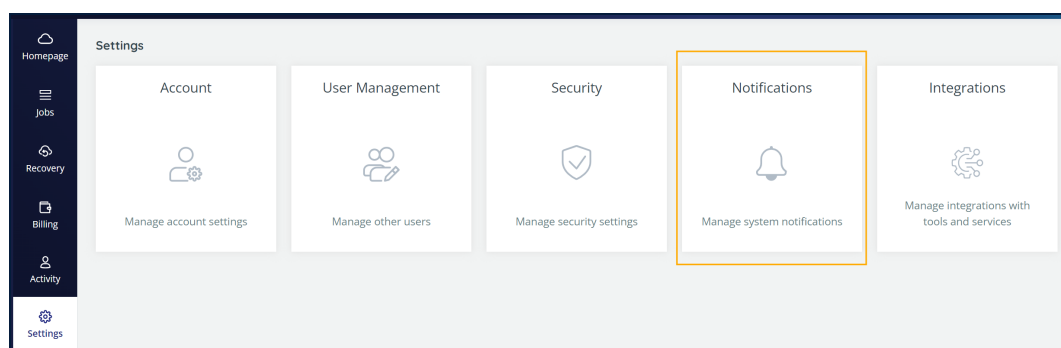 Homepage
Jobs
Recovery
Billing
Activity
Settings
Settings
Account
Manage account settings
User Management
Manage other users
Security
Manage security settings
Notifications
Manage system notifications
Integrations
Manage integrations with
tools and services